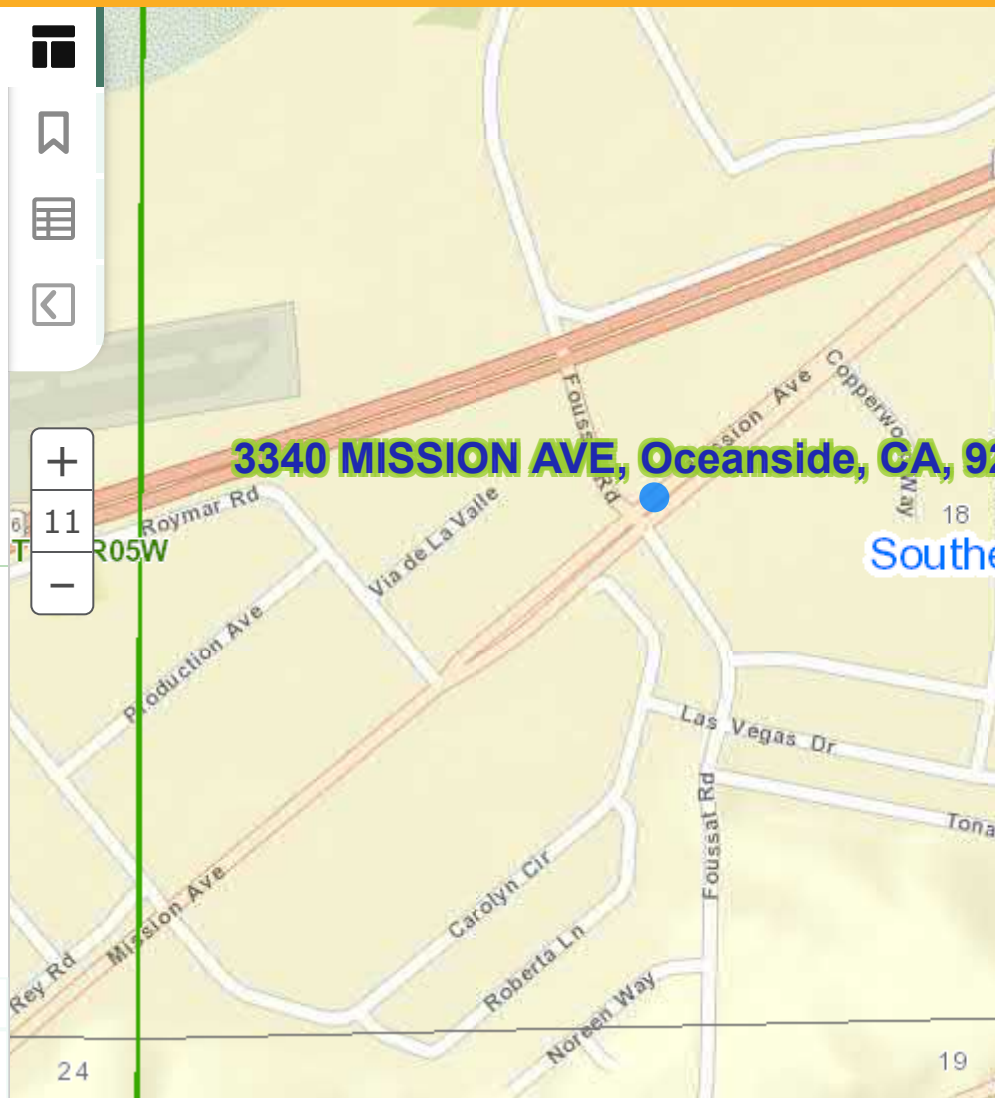 Copperwood Way
Foussat Rd
3340 MISSION AVE, Oceanside, CA, 92
Mission Ave
+
11
−
6
Roymar Rd
R05W
Via de La Valle
18
Southe
Production Ave
Las Vegas Dr
Foussat Rd
Tona
Carolyn Cir
Mission Ave
Roberta Ln
Rey Rd
Noreen Way
24
19